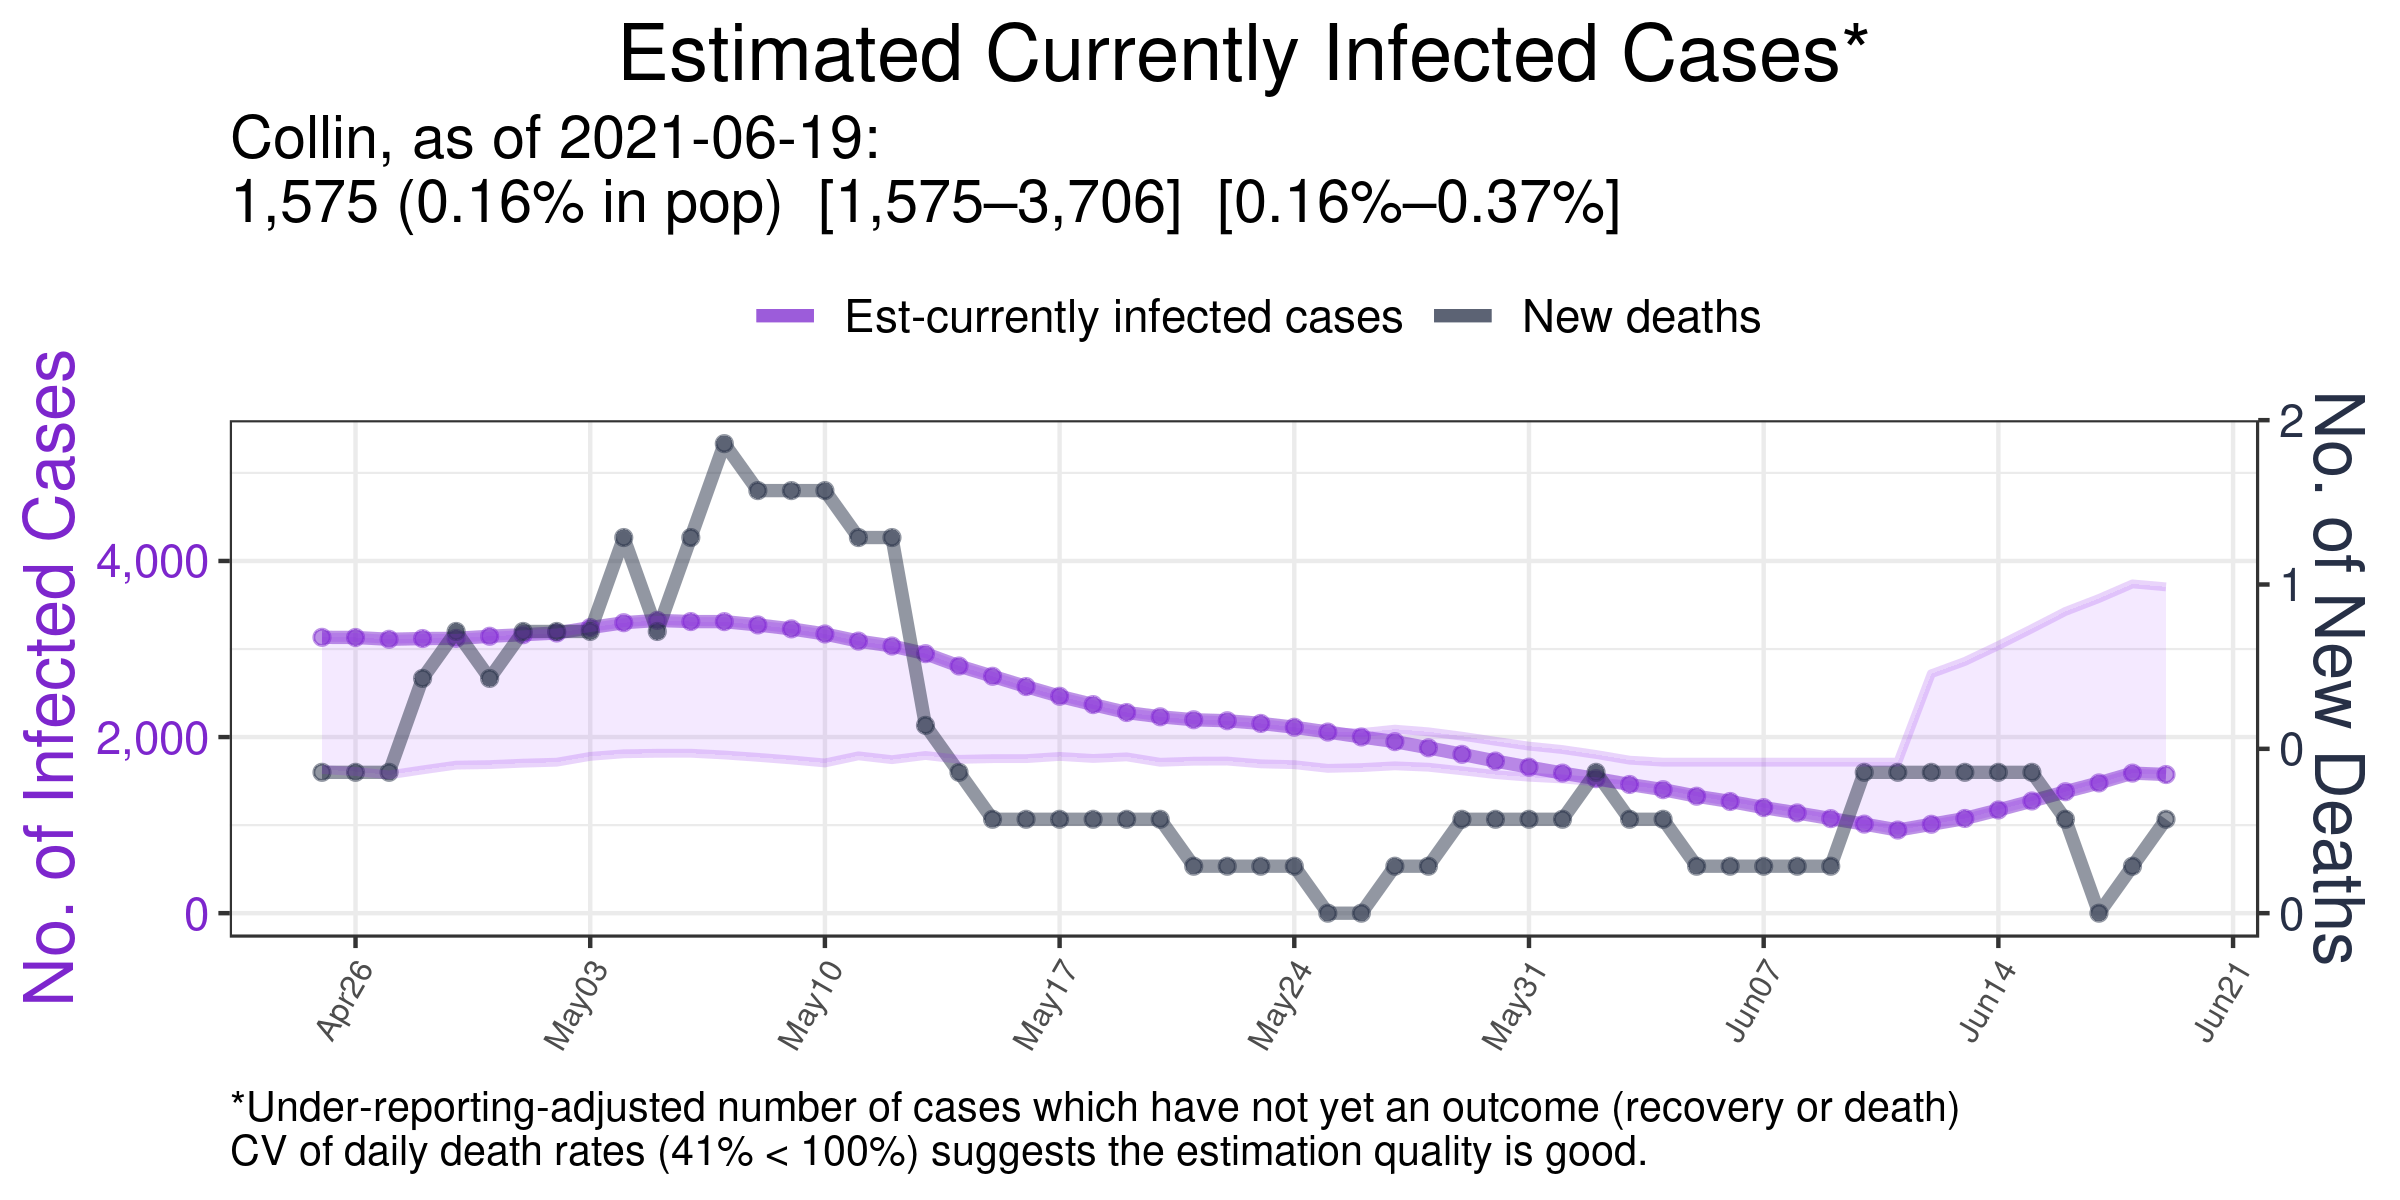 Estimated Currently Infected Cases*
Collin, as of 2021-06-19:
1,575 (0.16% in pop) [1,575–3,706] [0.16%–0.37%]
Est-currently infected cases
New deaths
No. of Infected Cases
4,000
2,000
0
2
1
0
0
No. of New Deaths
Apr26
May03
May10
May17
May24
May31
Jun07
Jun14
Jun21
*Under-reporting-adjusted number of cases which have not yet an outcome (recovery or death)
CV of daily death rates (41% < 100%) suggests the estimation quality is good.